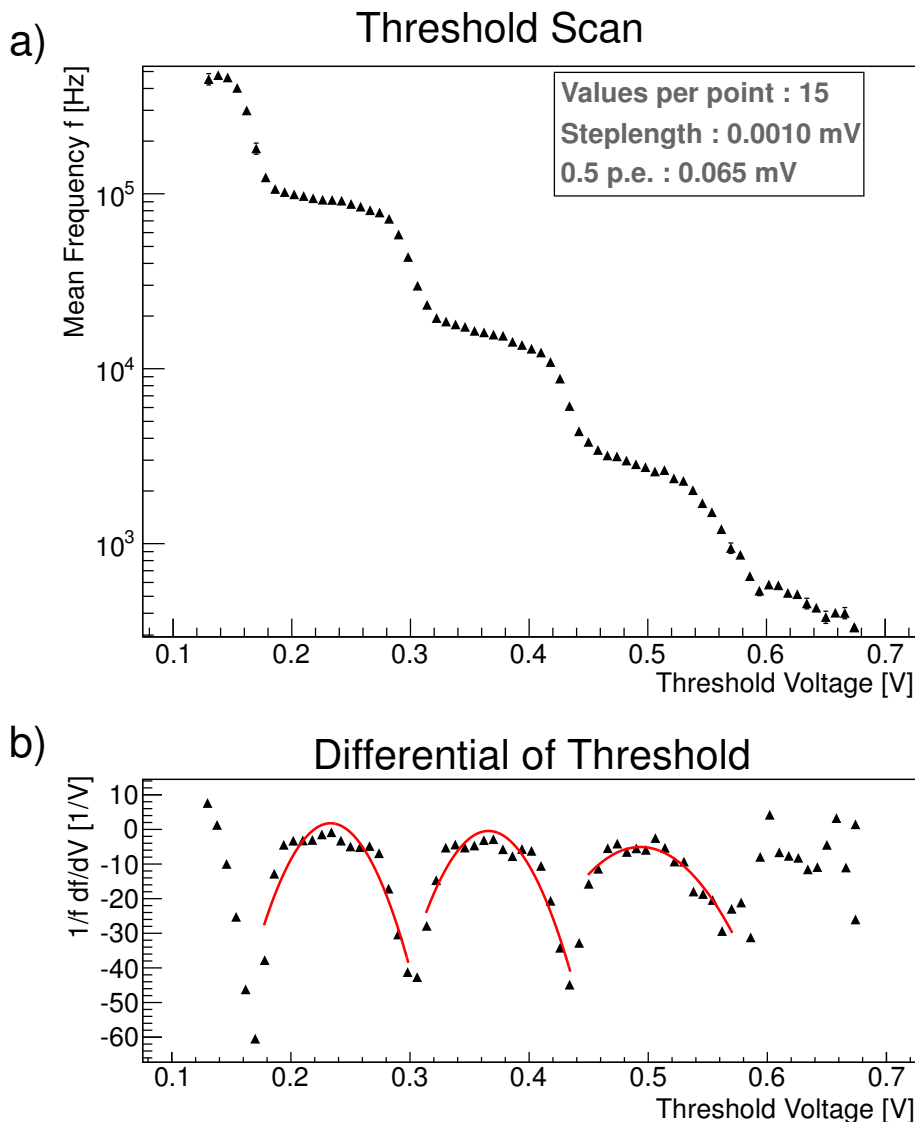 a)
Threshold Scan
Mean Frequency f [Hz]
Values per point : 15
Steplength : 0.0010 mV
0.5 p.e. : 0.065 mV
10^5
10^4
10^3
0.1 0.2 0.3 0.4 0.5 0.6 0.7
Threshold Voltage [V]
b)
Differential of Threshold
1/f df/dV [1/V]
10
0
-10
-20
-30
-40
-50
-60
0.1 0.2 0.3 0.4 0.5 0.6 0.7
Threshold Voltage [V]